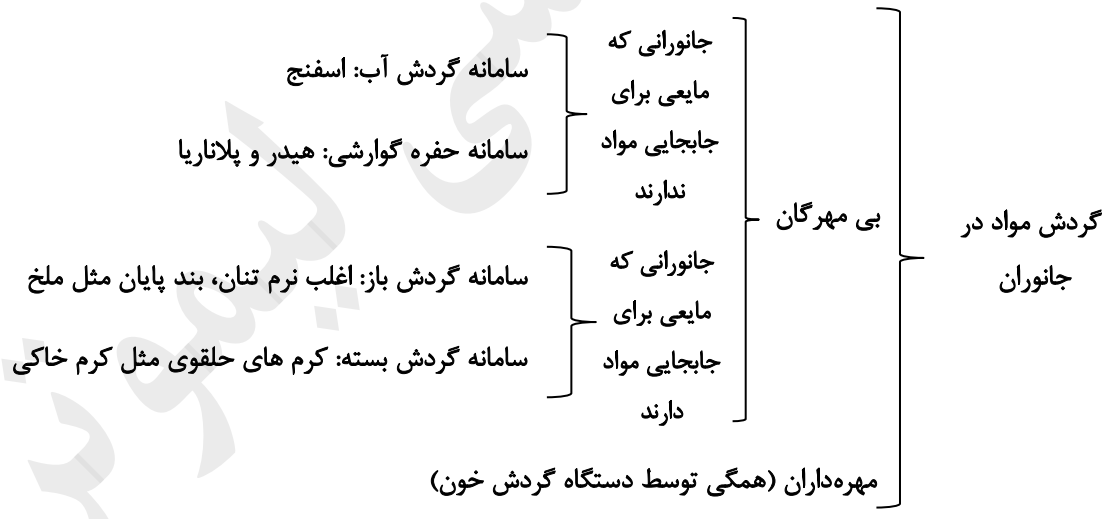 گردش مواد در
جانوران
بی مهرگان
جانورانی که
مایعی برای
جابجایی مواد
ندارند
سامانه گردش آب: اسفنج
سامانه حفره گوارشی: هیدر و پلاناریا
جانورانی که
مایعی برای
جابجایی مواد
دارند
سامانه گردش باز: اغلب نرم تنان، بند پایان مثل ملخ
سامانه گردش بسته: کرم های حلقوی مثل کرم خاکی
مهره‌داران (همگی توسط دستگاه گردش خون)